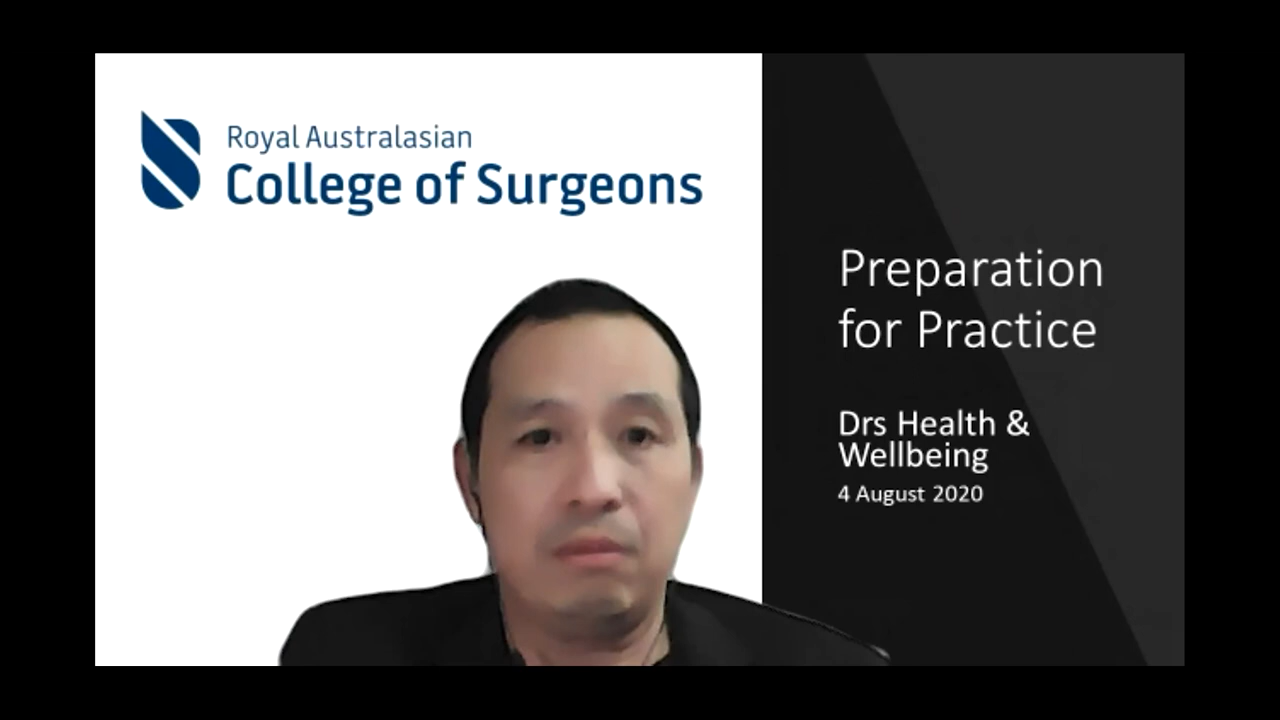 Royal Australasian
College of Surgeons
Preparation
for Practice
Drs Health &
Wellbeing
4 August 2020